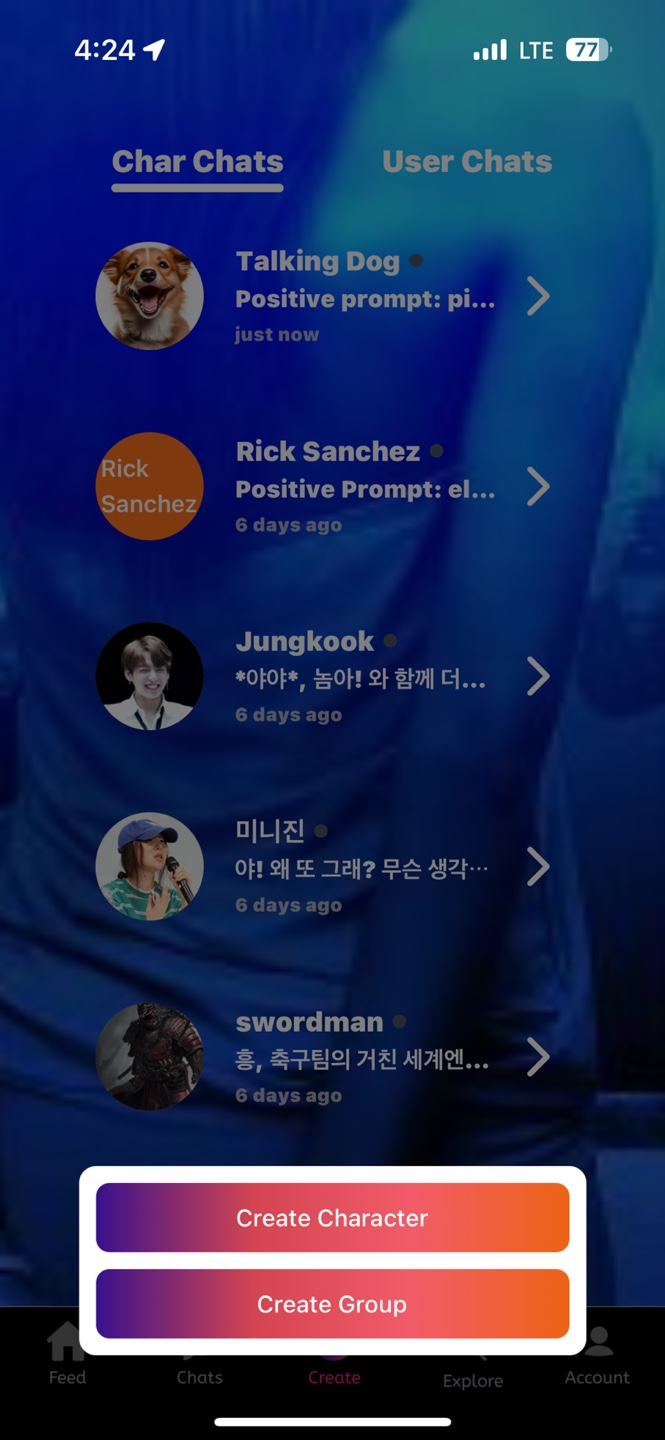 4:24
LTE 77
Char Chats User Chats
Talking Dog
Positive prompt: pi...
just now
Rick
Sanchez
Rick Sanchez
Positive Prompt: el...
6 days ago
Jungkook
*야야*, 놈아! 와 함께 더...
6 days ago
미니진
야! 왜 또 그래? 무슨 생각...
6 days ago
swordman
흥, 축구팀의 거친 세계엔...
6 days ago
Create Character
Create Group
Feed Chats Create Explore Account